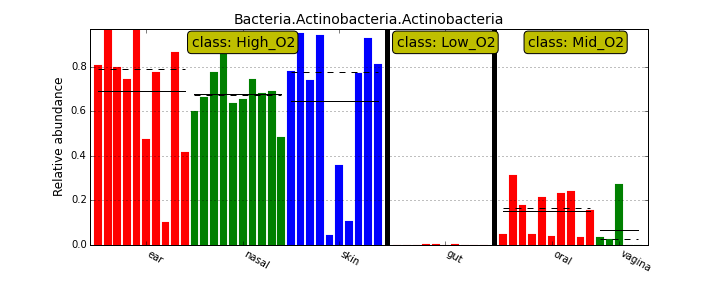 Bacteria.Actinobacteria.Actinobacteria
class: High_O2 class: Low_O2 class: Mid_O2
Relative abundance
0.8
0.6
0.4
0.2
0.0
ear nasal skin gut oral vagina